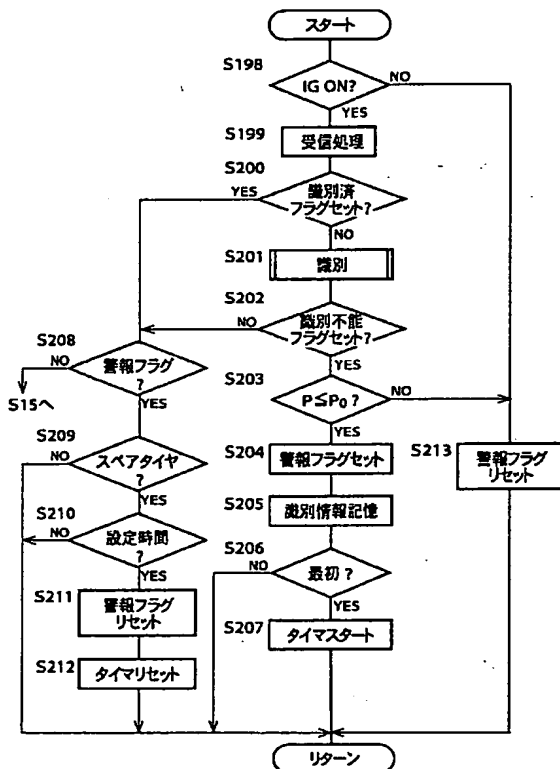 スタート
S198
IG ON?
NO
YES
S199
受信処理
S200
YES
識別済
フラグセット?
NO
S201
識別
S202
NO
識別不能
フラグセット?
YES
S208
NO
警報フラグ
?
S15へ
YES
S203
P≦P₀ ?
NO
YES
S209
NO
スペアタイヤ
?
YES
S204
警報フラグセット
S213
警報フラグ
リセット
S205
識別情報記憶
S210
NO
設定時間
?
YES
S206
NO
最初 ?
YES
S211
警報フラグ
リセット
S207
タイマスタート
S212
タイマリセット
リターン